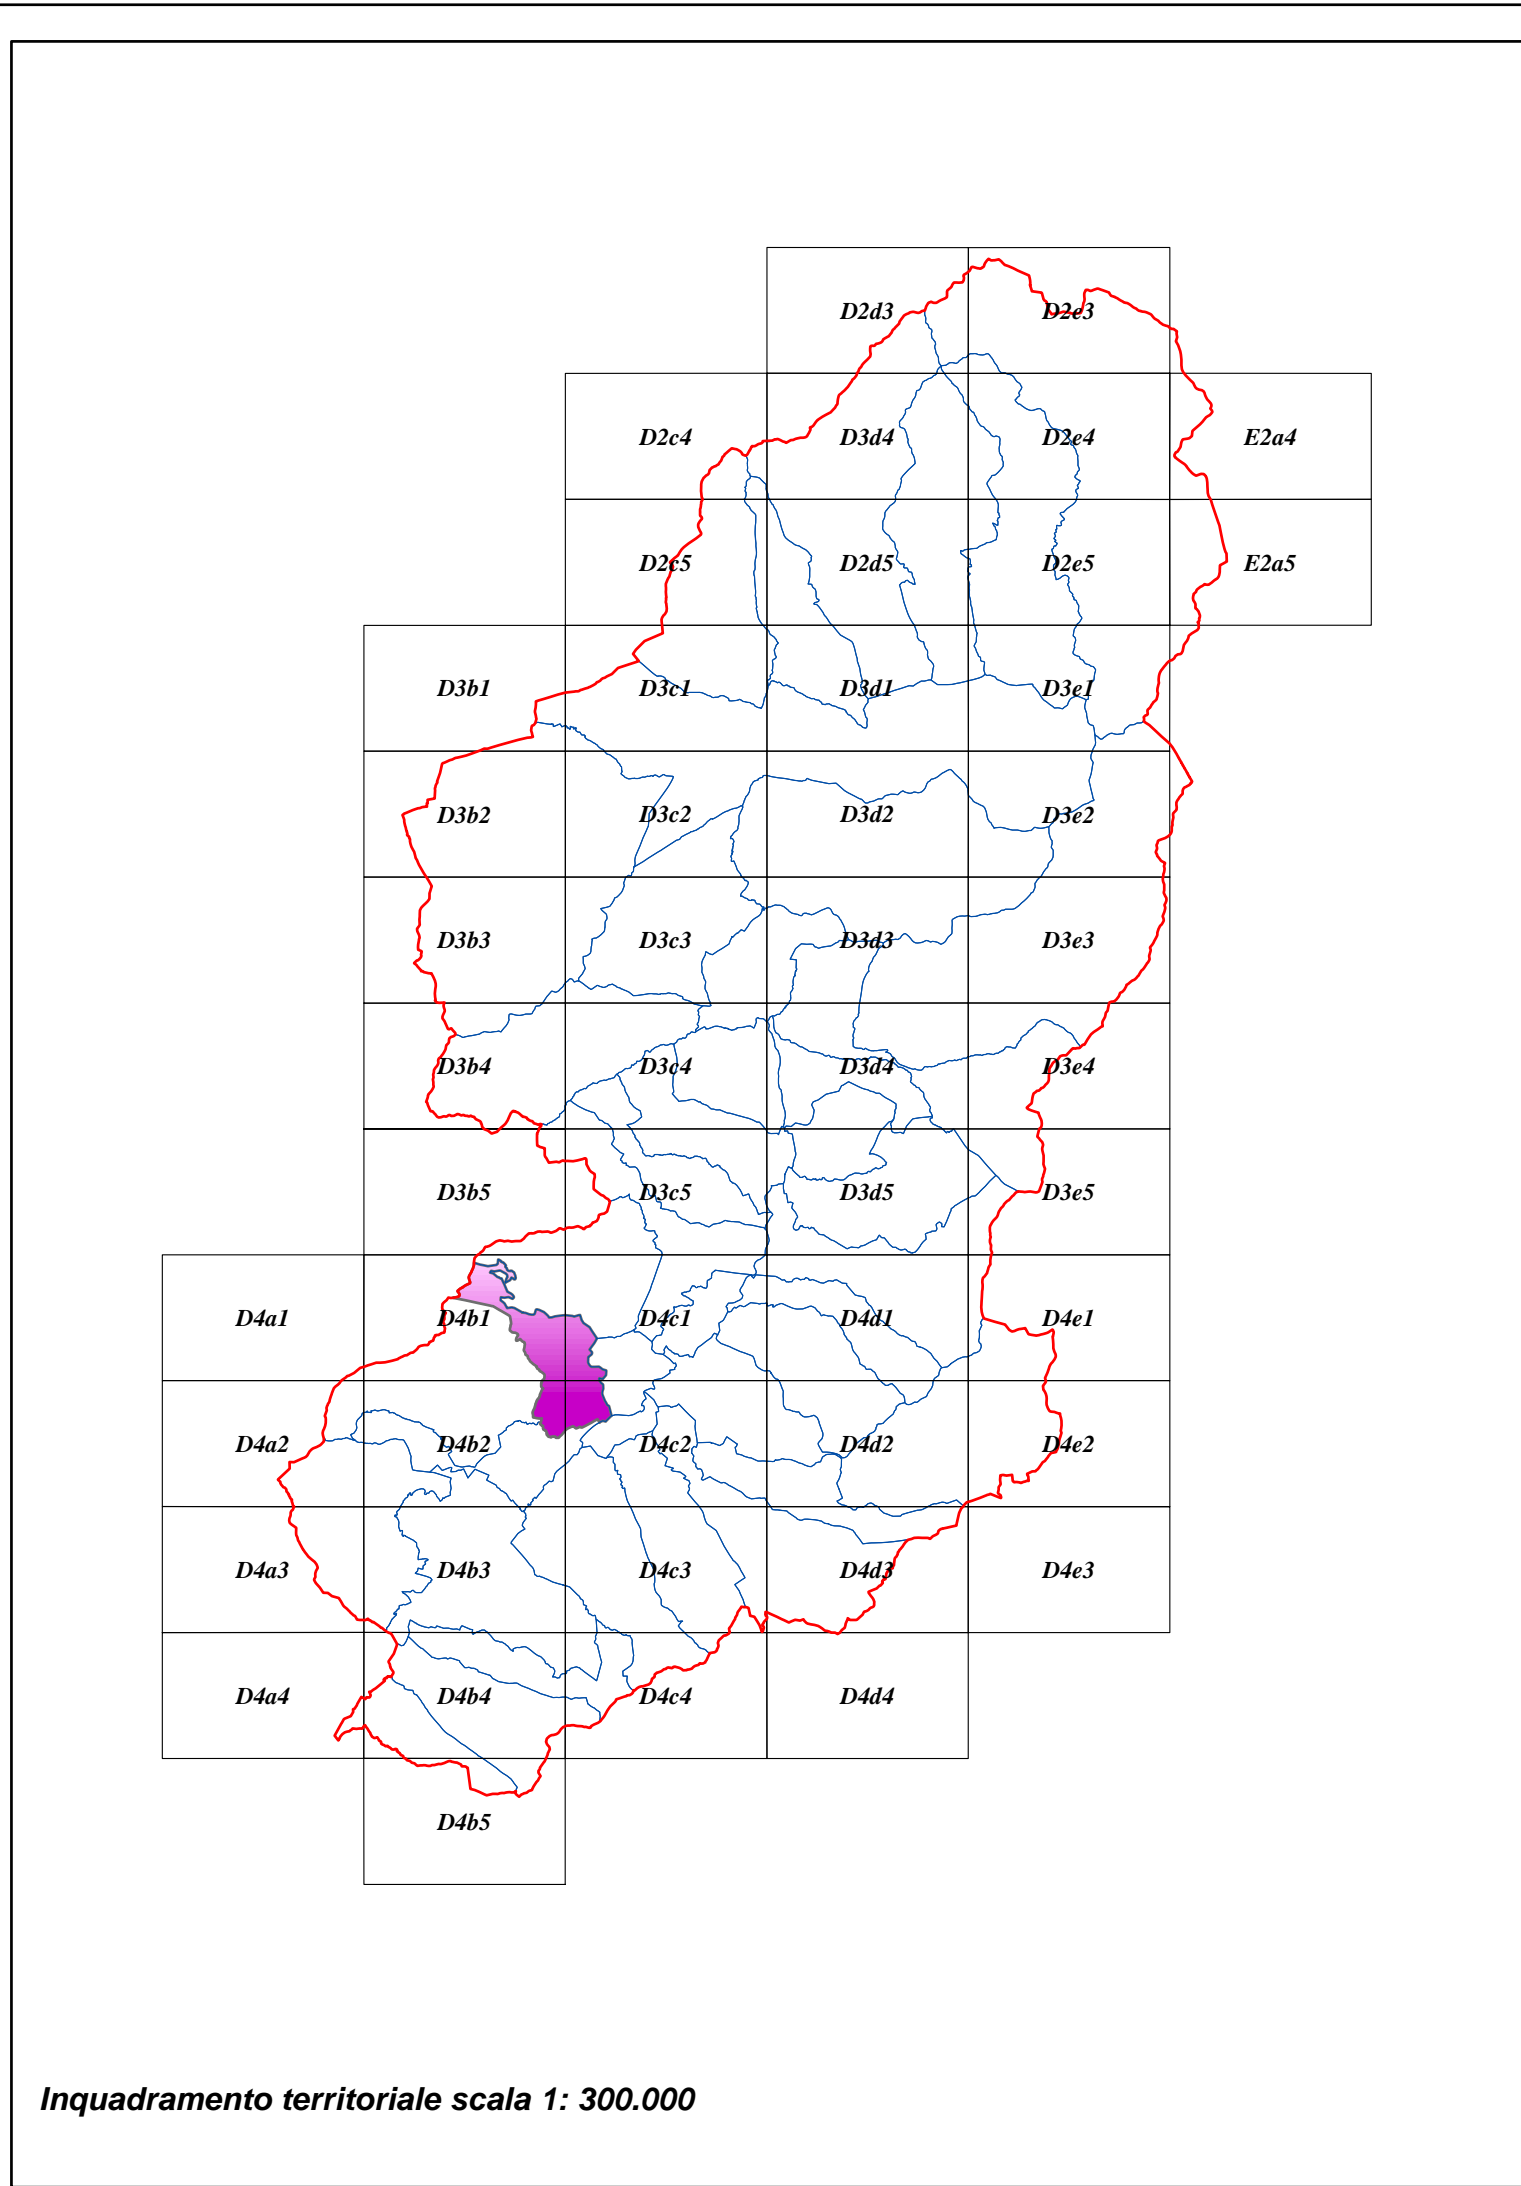 D2d3 D2e3
D2c4 D3d4 D2e4 E2a4
D2c5 D2d5 D2e5 E2a5
D3b1 D3c1 D3d1 D3e1
D3b2 D3c2 D3d2 D3e2
D3b3 D3c3 D3d3 D3e3
D3b4 D3c4 D3d4 D3e4
D3b5 D3c5 D3d5 D3e5
D4a1 D4b1 D4c1 D4d1 D4e1
D4a2 D4b2 D4c2 D4d2 D4e2
D4a3 D4b3 D4c3 D4d3 D4e3
D4a4 D4b4 D4c4 D4d4
D4b5
Inquadramento territoriale scala 1: 300.000